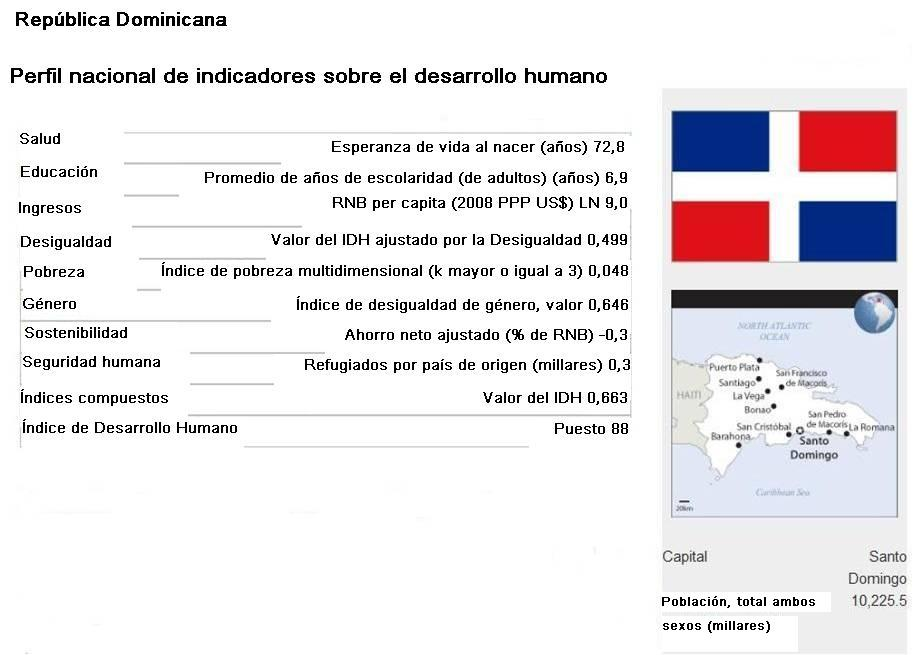 República Dominicana
Perfil nacional de indicadores sobre el desarrollo humano
Salud
Esperanza de vida al nacer (años) 72,8
Educación
Promedio de años de escolaridad (de adultos) (años) 6,9
Ingresos
RNB per capita (2008 PPP US$) LN 9,0
Desigualdad
Valor del IDH ajustado por la Desigualdad 0,499
Pobreza
Índice de pobreza multidimensional (k mayor o igual a 3) 0,048
Género
Índice de desigualdad de género, valor 0,646
Sostenibilidad
Ahorro neto ajustado (% de RNB) -0,3
Seguridad humana
Refugiados por país de origen (millares) 0,3
Índices compuestos
Valor del IDH 0,663
Índice de Desarrollo Humano
Puesto 88
NORTH ATLANTIC
OCEAN
Puerto Plata
San Francisco
de Macorís
Santiago
HAITI
La Vega
Bonao
San Pedro
de Macorís
La Romana
San Cristóbal
Barahona
Santo
Domingo
Caribbean Sea
20km
Capital
Santo
Domingo
Población, total ambos
sexos (millares)
10,225.5